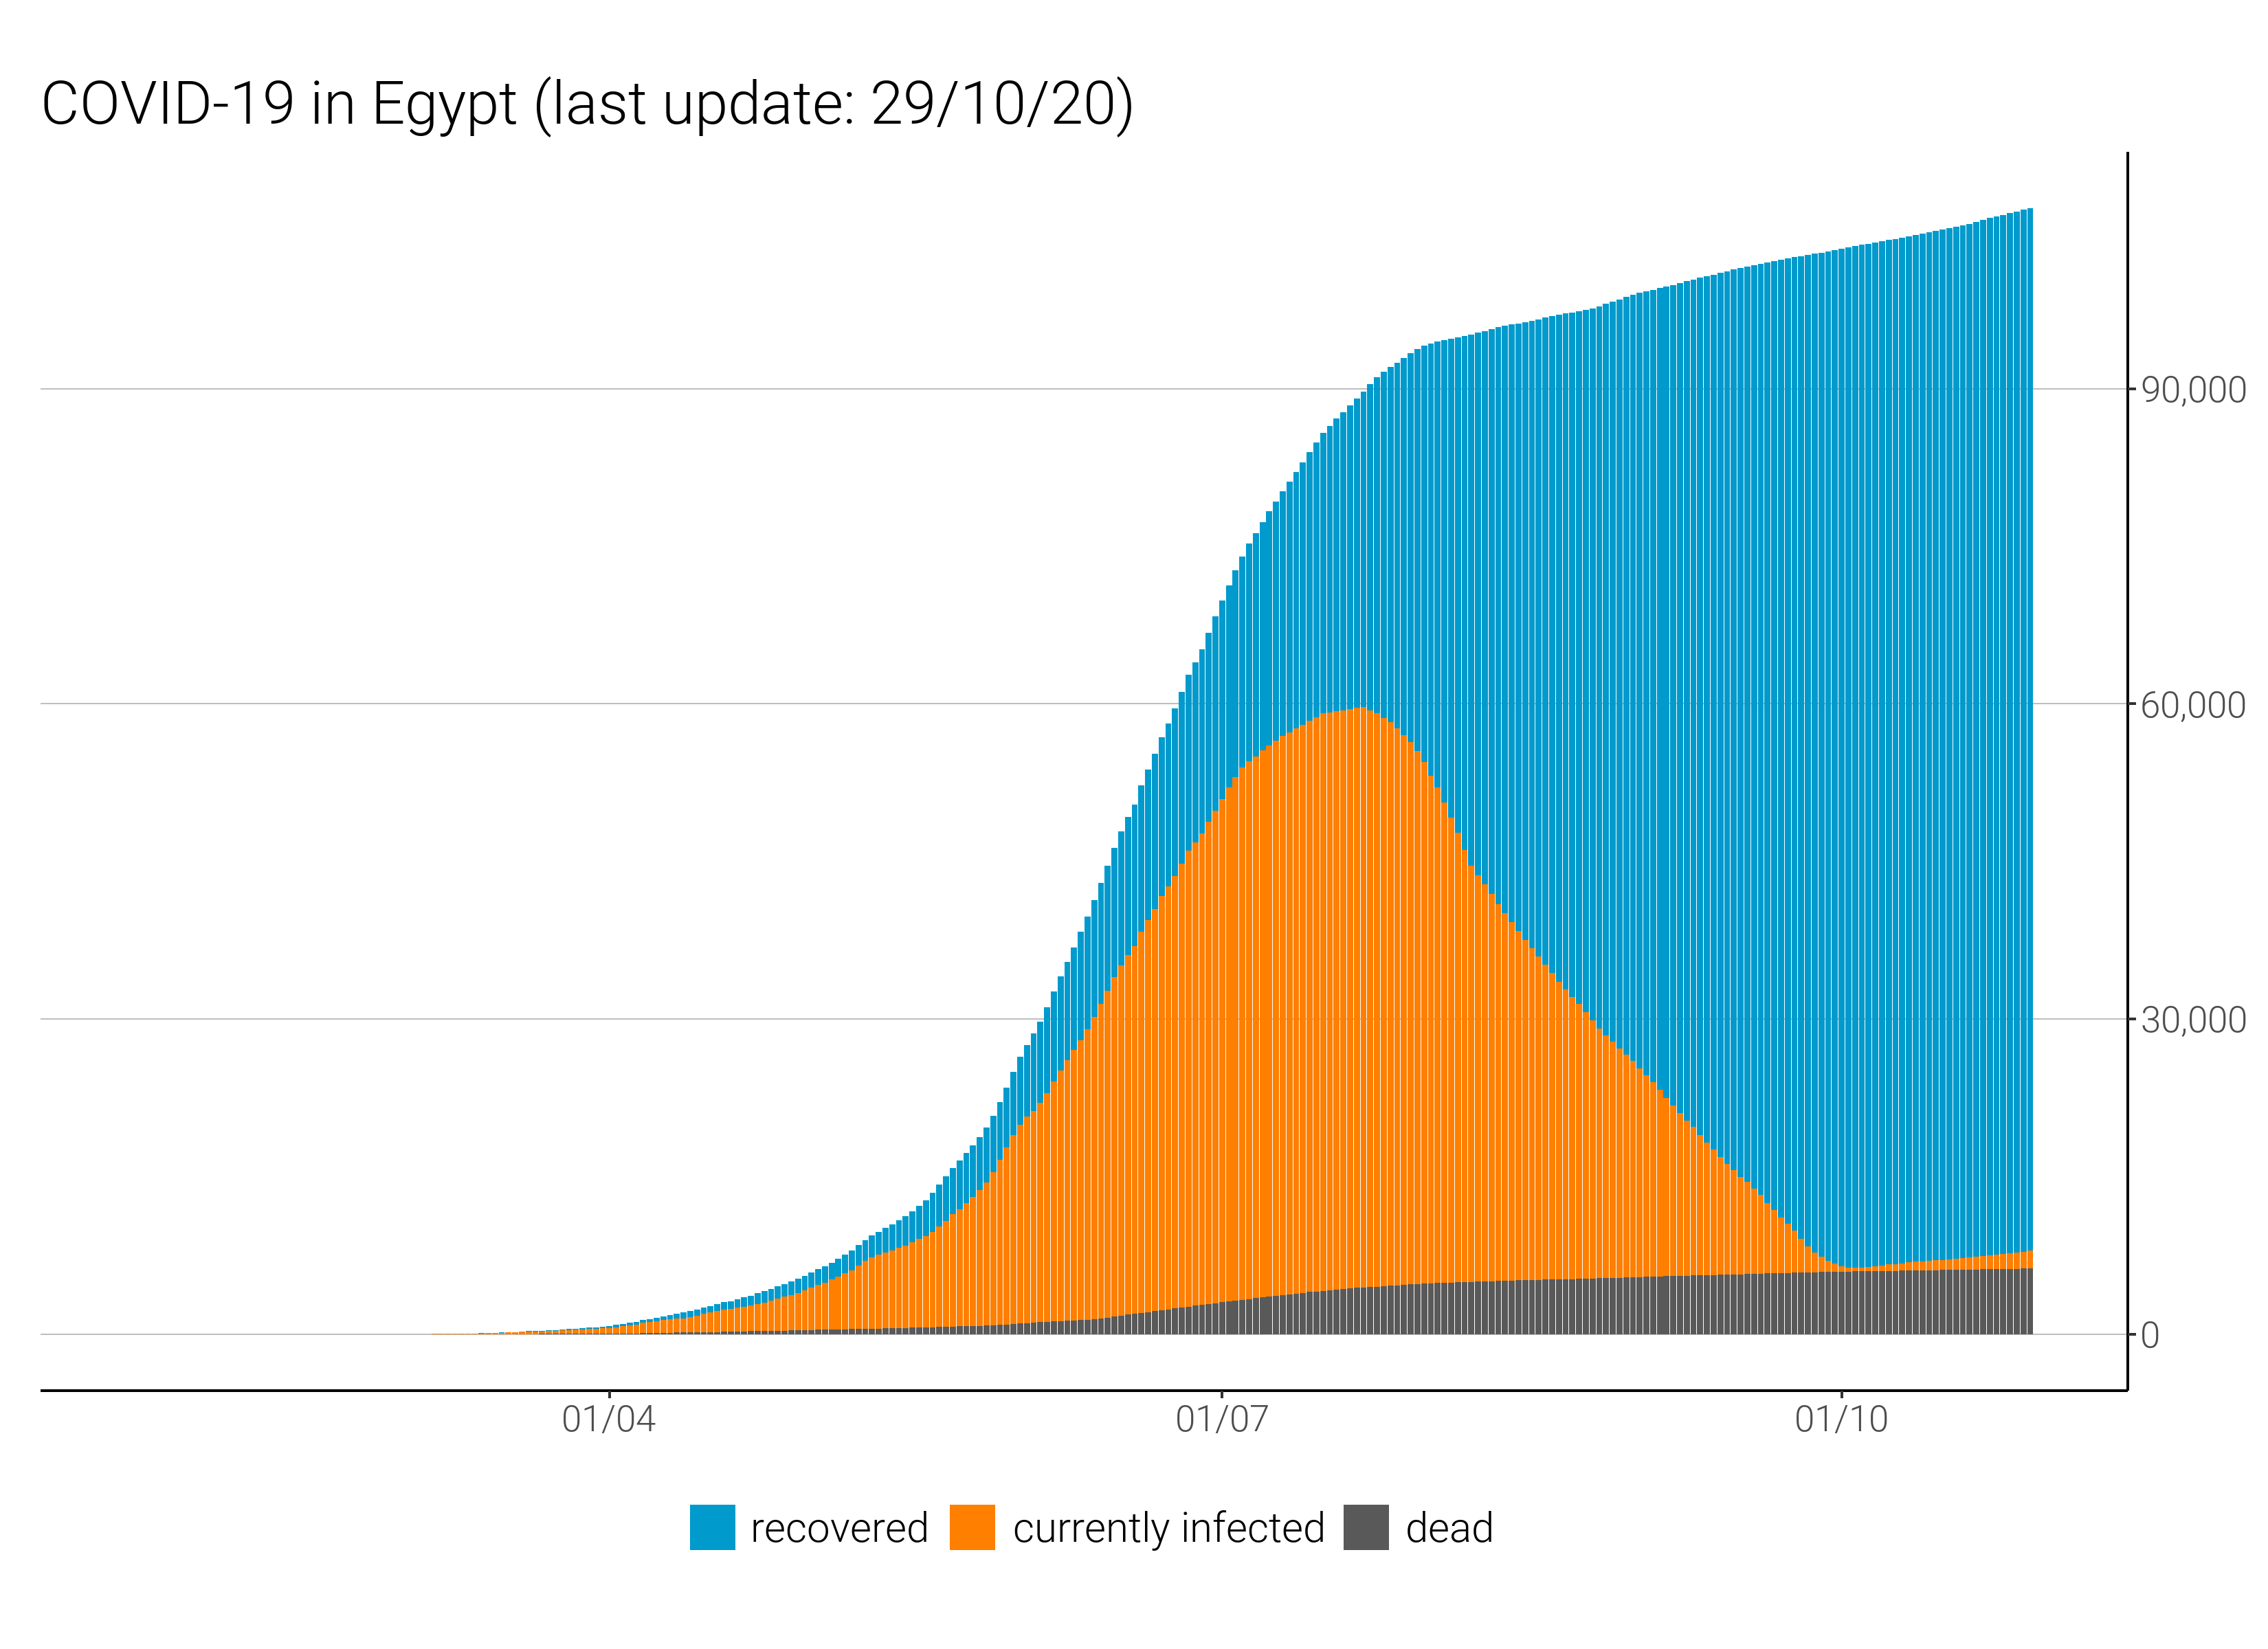 COVID-19 in Egypt (last update: 29/10/20)
90,000
60,000
30,000
0
01/04 01/07 01/10
recovered currently infected dead